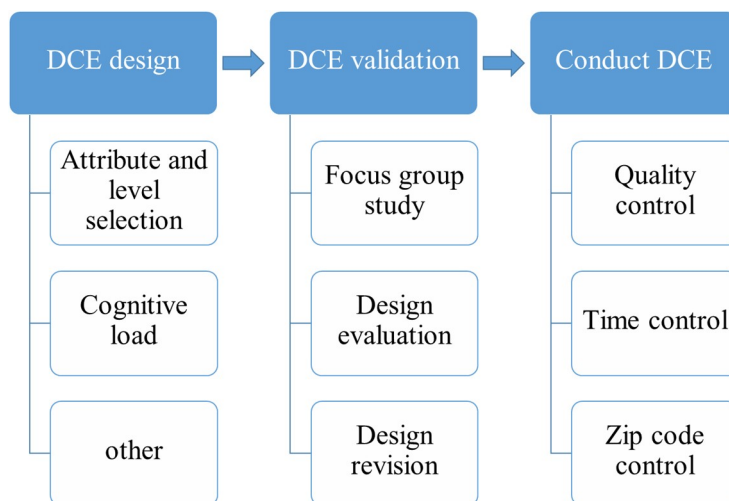 DCE design
DCE validation
Conduct DCE
Attribute and
level
selection
Focus group
study
Quality
control
Cognitive
load
Design
evaluation
Time control
other
Design
revision
Zip code
control